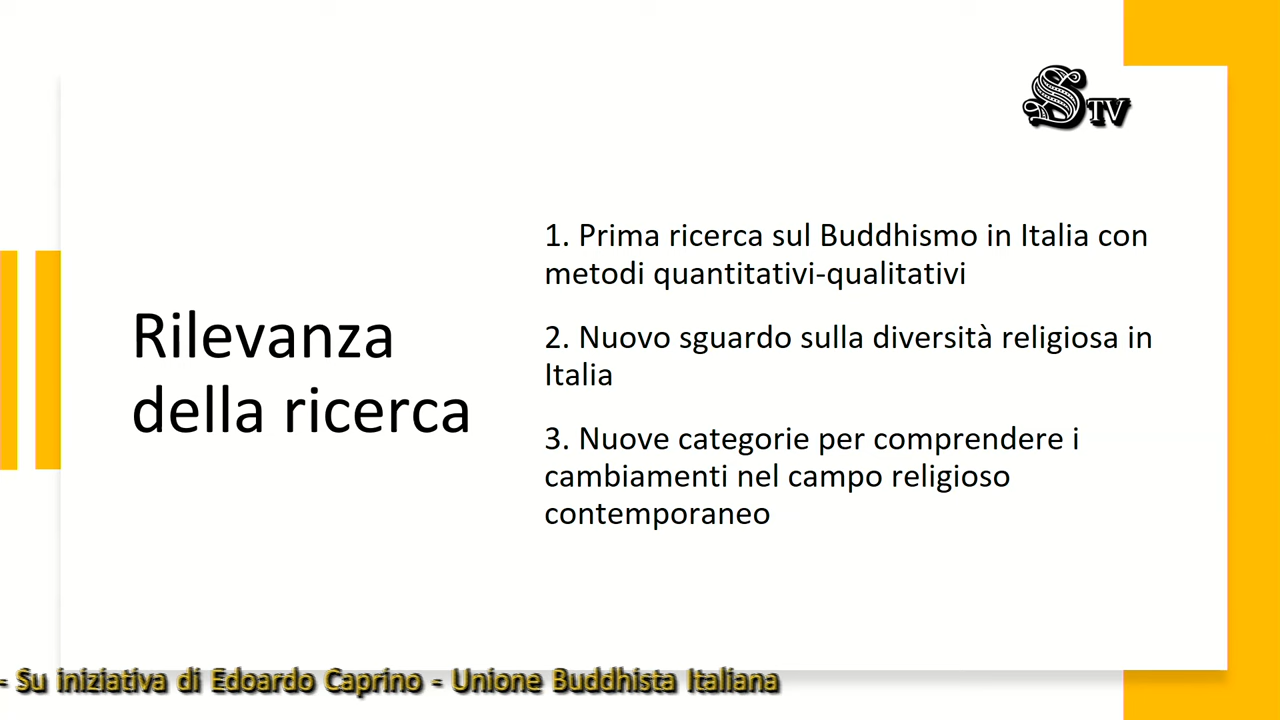 S TV
Rilevanza
della ricerca
1. Prima ricerca sul Buddhismo in Italia con
metodi quantitativi-qualitativi
2. Nuovo sguardo sulla diversità religiosa in
Italia
3. Nuove categorie per comprendere i
cambiamenti nel campo religioso
contemporaneo
- Su iniziativa di Edoardo Caprino - Unione Buddhista Italiana